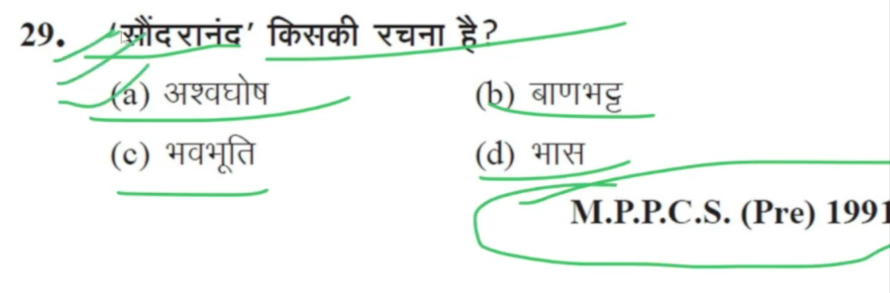 29. ‘सौंदरानंद’ किसकी रचना है?
(a) अश्वघोष (b) बाणभट्ट
(c) भवभूति (d) भास
M.P.P.C.S. (Pre) 1991